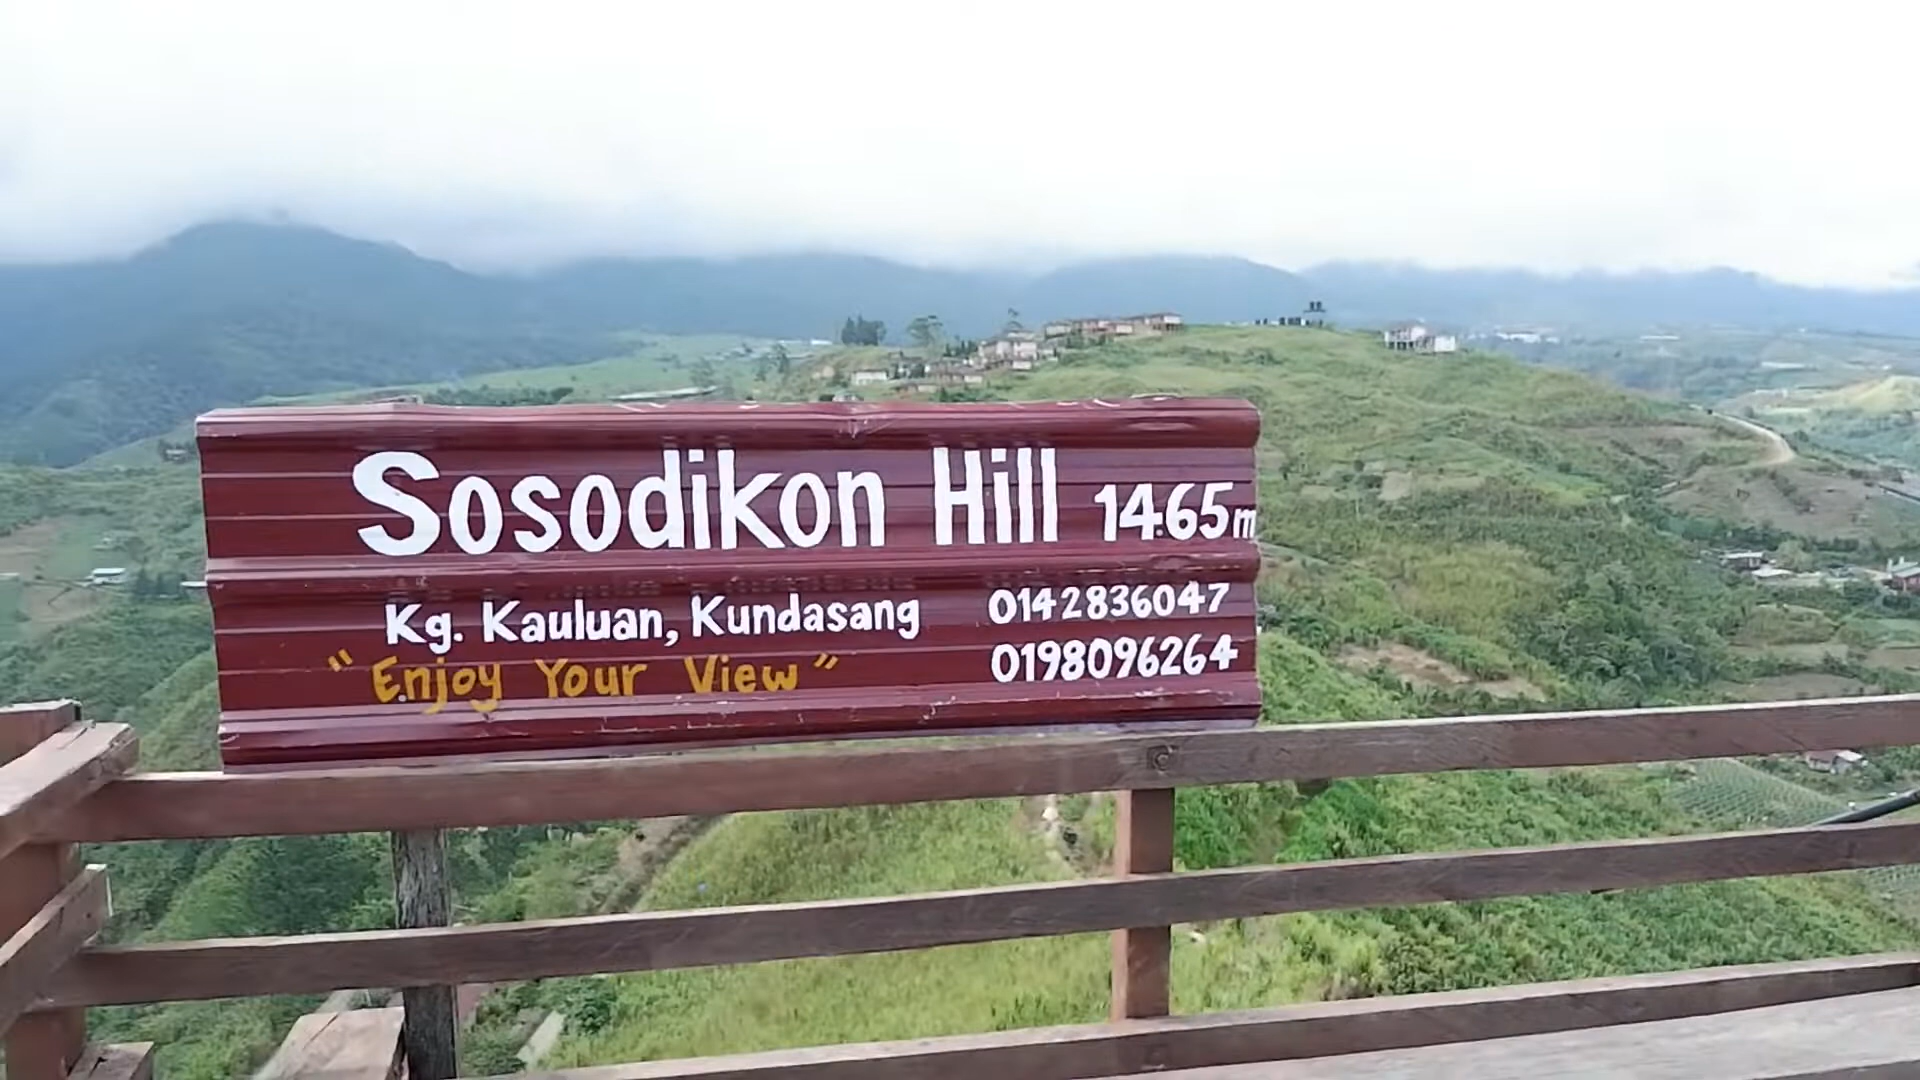 Sosodikon Hill 1465m
Kg. Kauluan, Kundasang 0142836047
"Enjoy Your View" 0198096264